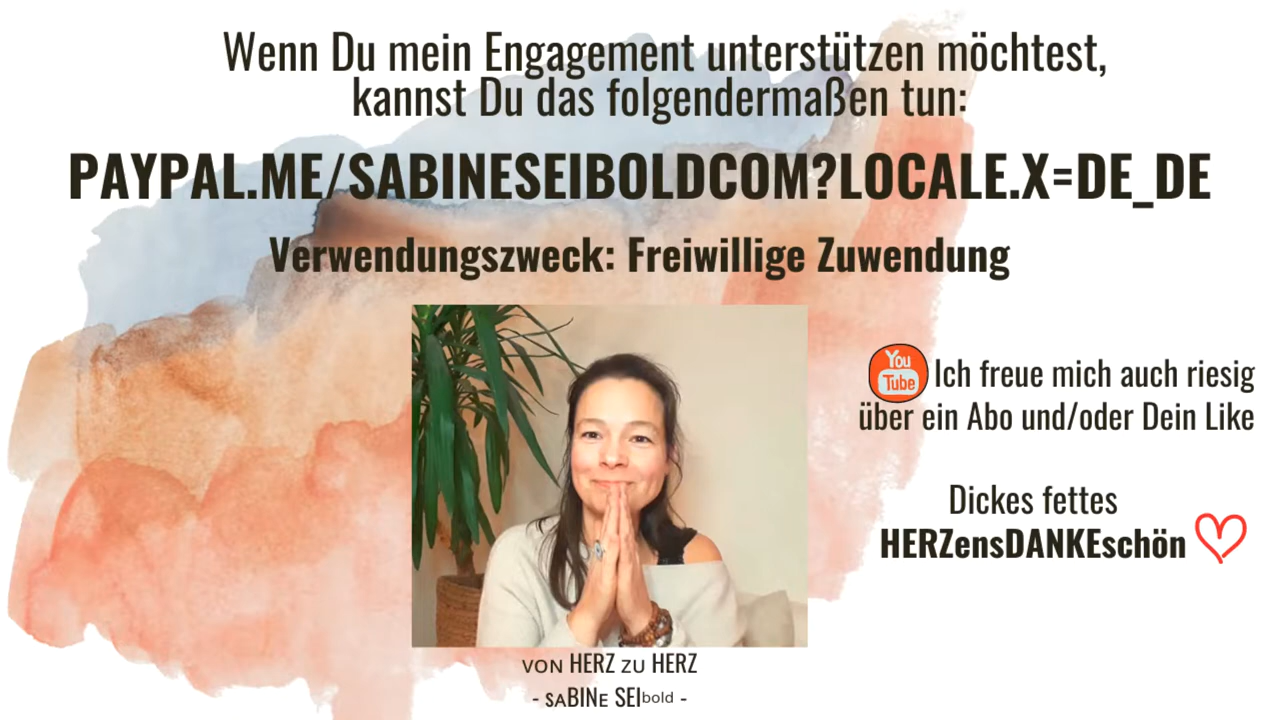 Wenn Du mein Engagement unterstützen möchtest,
kannst Du das folgendermaßen tun:
PAYPAL.ME/SABINESEIBOLDCOM?LOCALE.X=DE_DE
Verwendungszweck: Freiwillige Zuwendung
You
Tube
Ich freue mich auch riesig
über ein Abo und/oder Dein Like
Dickes fettes
HERZensDANKEschön
von HERZ zu HERZ
- saBINe SEIbold -